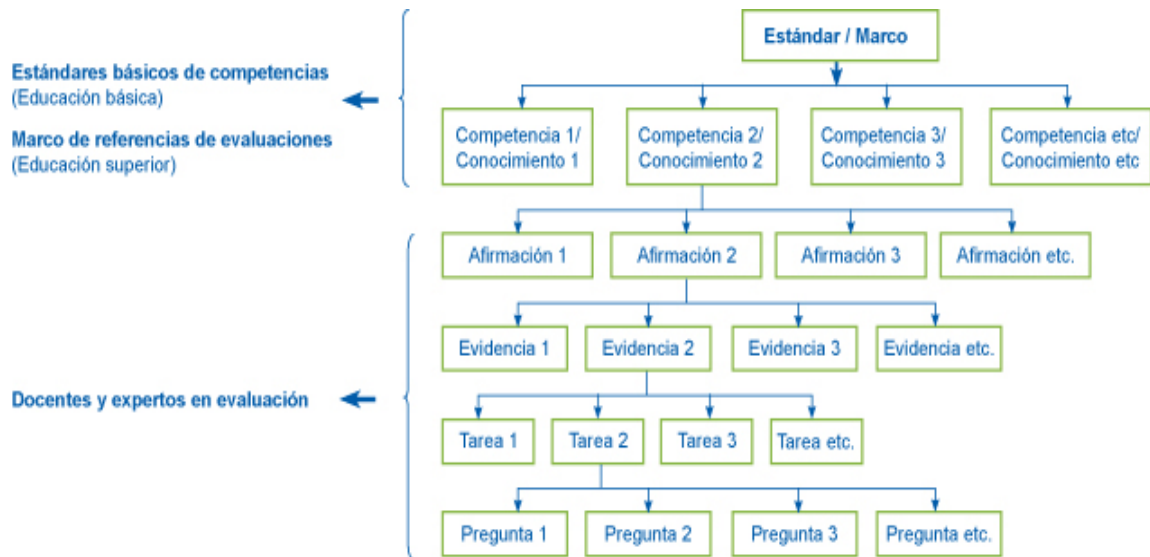 Estándar / Marco
Estándares básicos de competencias
(Educación básica)
Marco de referencias de evaluaciones
(Educación superior)
Competencia 1/
Conocimiento 1
Competencia 2/
Conocimiento 2
Competencia 3/
Conocimiento 3
Competencia etc/
Conocimiento etc
Afirmación 1
Afirmación 2
Afirmación 3
Afirmación etc.
Evidencia 1
Evidencia 2
Evidencia 3
Evidencia etc.
Docentes y expertos en evaluación
Tarea 1
Tarea 2
Tarea 3
Tarea etc.
Pregunta 1
Pregunta 2
Pregunta 3
Pregunta etc.